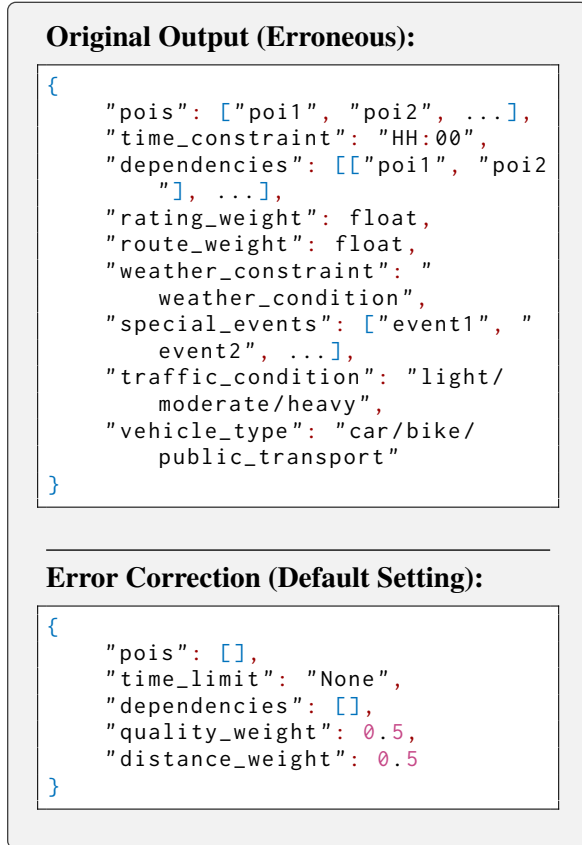 Original Output (Erroneous):
{
"pois": ["poi1", "poi2", ...],
"time_constraint": "HH:00",
"dependencies": [["poi1", "poi2
"], ...],
"rating_weight": float,
"route_weight": float,
"weather_constraint": "
weather_condition",
"special_events": ["event1", "
event2", ...],
"traffic_condition": "light/
moderate/heavy",
"vehicle_type": "car/bike/
public_transport"
}
Error Correction (Default Setting):
{
"pois": [],
"time_limit": "None",
"dependencies": [],
"quality_weight": 0.5,
"distance_weight": 0.5
}